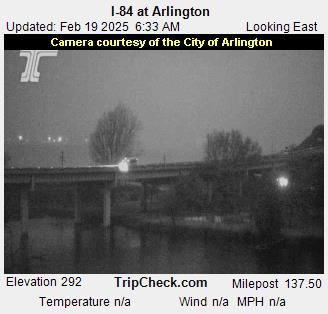 I-84 at Arlington
Updated: Feb 19 2025 6:33 AM Looking East
Camera courtesy of the City of Arlington
Elevation 292 TripCheck.com Milepost 137.50
Temperature n/a Wind n/a MPH n/a